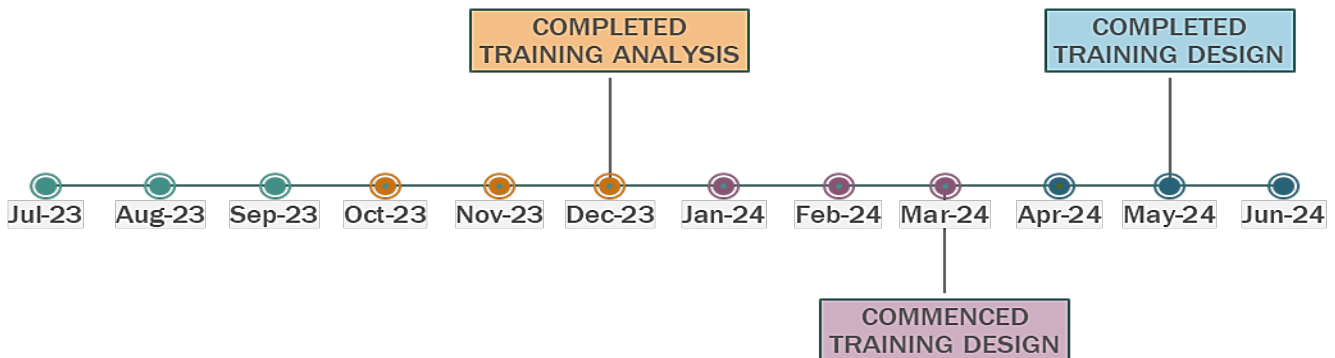 COMPLETED
TRAINING ANALYSIS
COMPLETED
TRAINING DESIGN
Jul-23
Aug-23
Sep-23
Oct-23
Nov-23
Dec-23
Jan-24
Feb-24
Mar-24
Apr-24
May-24
Jun-24
COMMENCED
TRAINING DESIGN